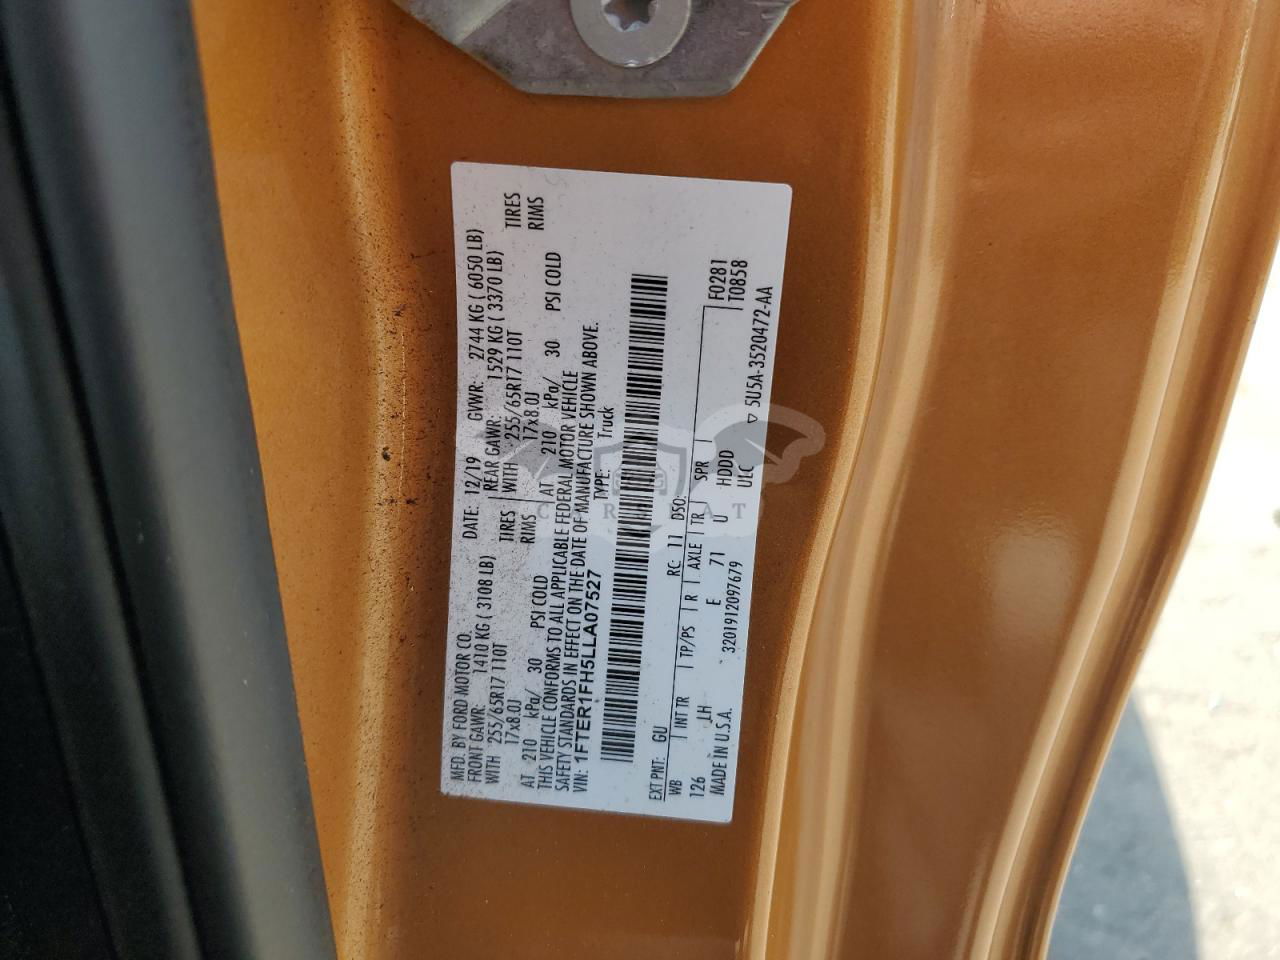 MFD. BY FORD MOTOR CO.
DATE: 12/19 GVWR: 2744 KG ( 6050 LB)
FRONT GAWR: 1410 KG ( 3108 LB) REAR GAWR: 1529 KG ( 3370 LB)
WITH 255/65R17 110T TIRES WITH 255/65R17 110T TIRES
17x8.0J RIMS 17x8.0J RIMS
AT 210 kPa/ 30 PSI COLD AT 210 kPa/ 30 PSI COLD
THIS VEHICLE CONFORMS TO ALL APPLICABLE FEDERAL MOTOR VEHICLE
SAFETY STANDARDS IN EFFECT ON THE DATE OF MANUFACTURE SHOWN ABOVE.
VIN: 1FTER1FH5LLA07527 TYPE: Truck
EXT PNT: GU RC: 11 DSO: F0281
WB INT TR TP/PS R AXLE TR SPR T0858
126 LH E 71 U HDDD
MADE IN U.S.A. 3201912097679 ULC ▽ 5U5A-3520472-AA
CARSFAT